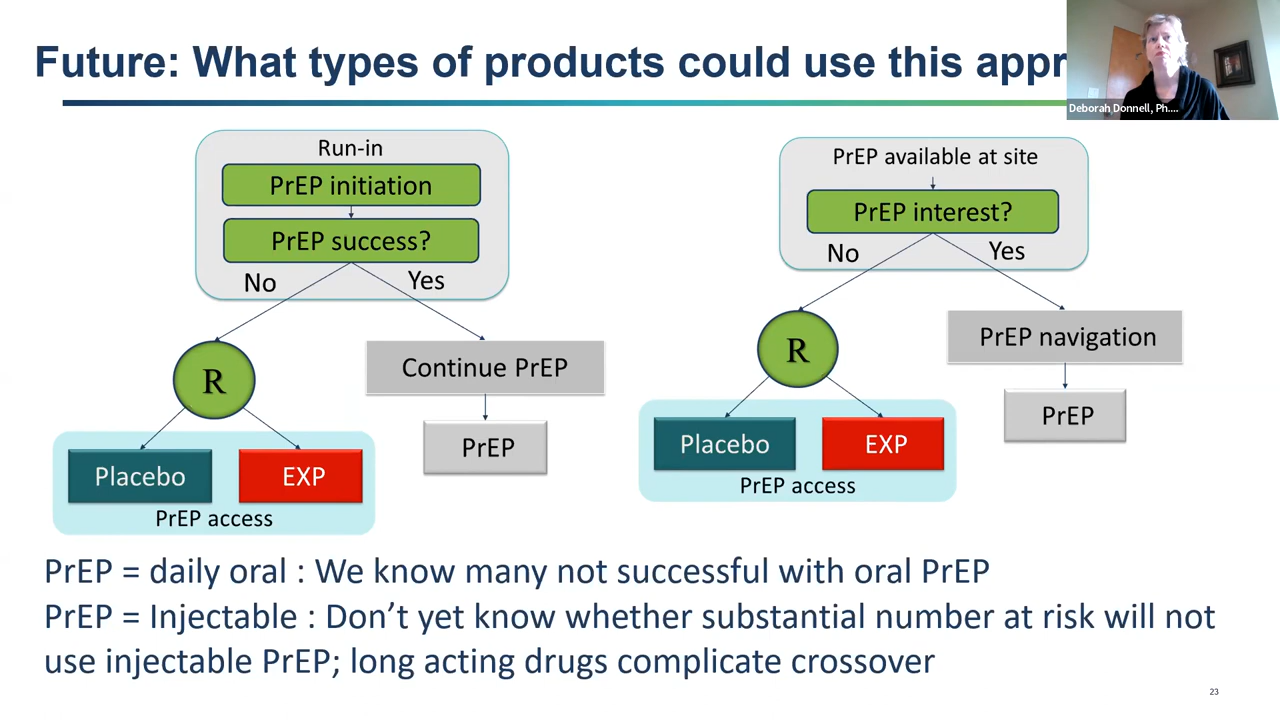 Future: What types of products could use this appr
Deborah Donnell, Ph....
Run-in
PrEP initiation
PrEP success?
No
Yes
R
Continue PrEP
PrEP
Placebo
EXP
PrEP access
PrEP available at site
PrEP interest?
No
Yes
R
PrEP navigation
PrEP
Placebo
EXP
PrEP access
PrEP = daily oral : We know many not successful with oral PrEP
PrEP = Injectable : Don’t yet know whether substantial number at risk will not
use injectable PrEP; long acting drugs complicate crossover
23